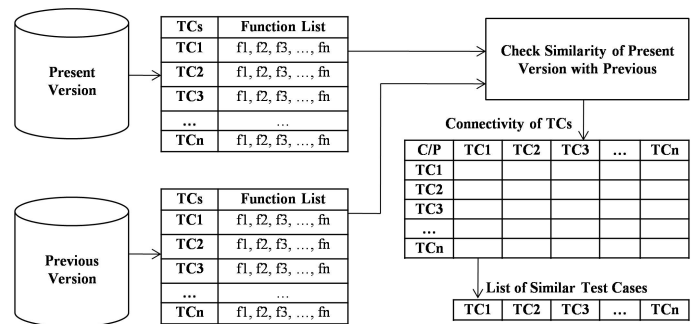 Present
Version
TCs Function List
TC1 f1, f2, f3, ..., fn
TC2 f1, f2, f3, ..., fn
TC3 f1, f2, f3, ..., fn
... ...
TCn f1, f2, f3, ..., fn
Check Similarity of Present
Version with Previous
Connectivity of TCs
C/P TC1 TC2 TC3 ... TCn
TC1
TC2
TC3
...
TCn
Previous
Version
TCs Function List
TC1 f1, f2, f3, ..., fn
TC2 f1, f2, f3, ..., fn
TC3 f1, f2, f3, ..., fn
... ...
TCn f1, f2, f3, ..., fn
List of Similar Test Cases
TC1 TC2 TC3 ... TCn